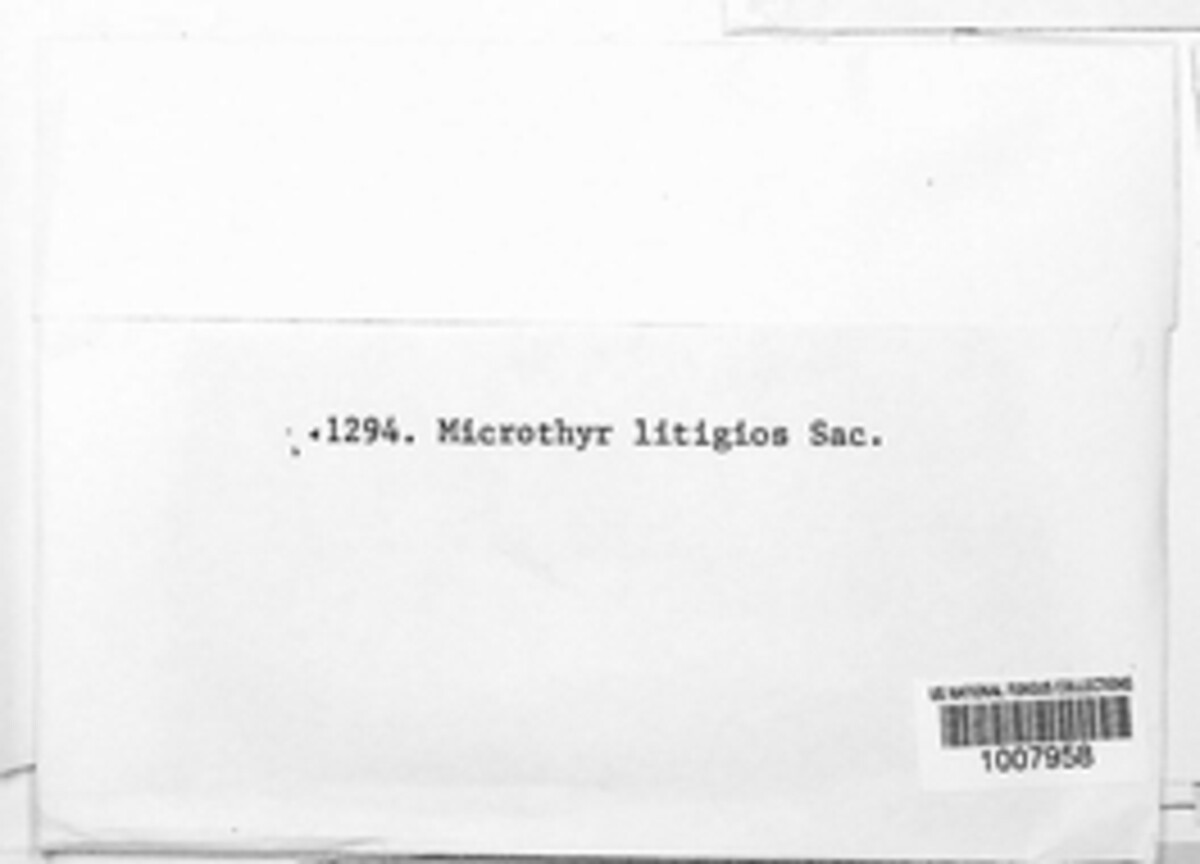 1294. Microthyr litigios Sac.
US NATIONAL FUNGUS COLLECTIONS
1007958